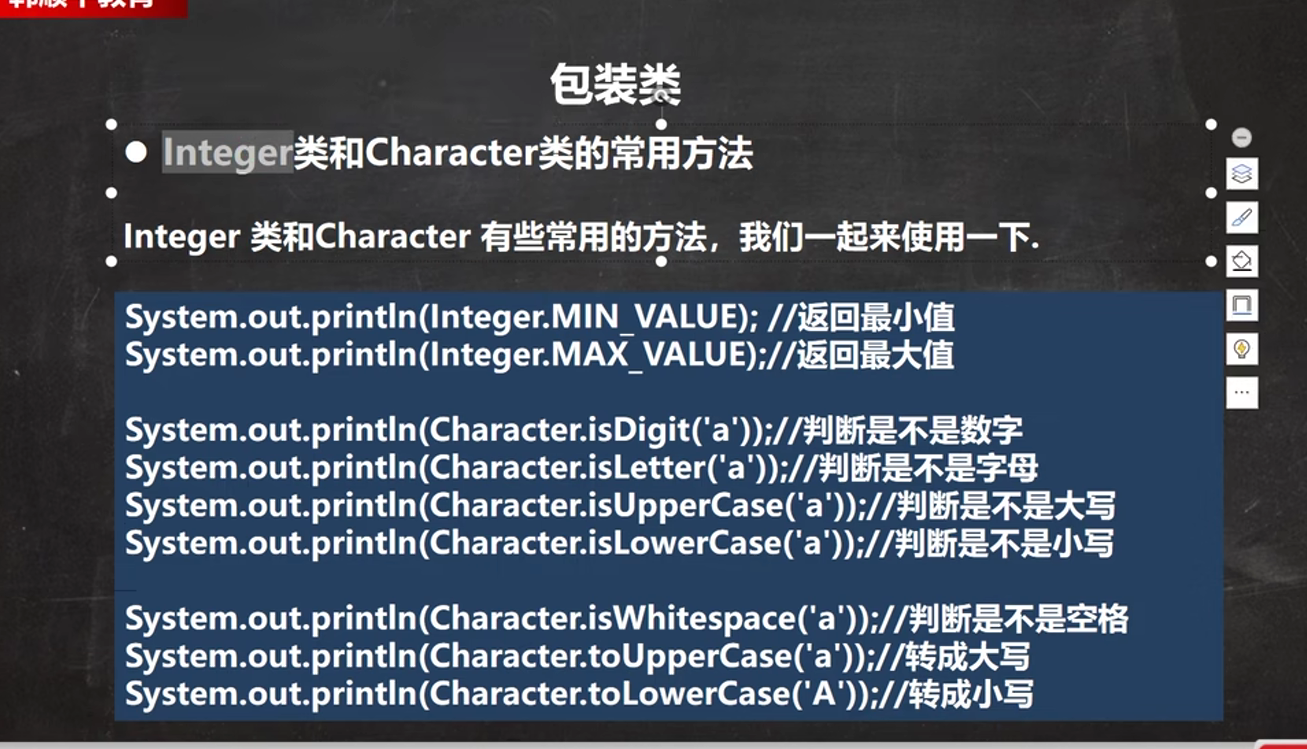 包装类
Integer类和Character类的常用方法
Integer 类和Character 有些常用的方法，我们一起来使用一下.
System.out.println(Integer.MIN_VALUE); //返回最小值
System.out.println(Integer.MAX_VALUE);//返回最大值
System.out.println(Character.isDigit('a'));//判断是不是数字
System.out.println(Character.isLetter('a'));//判断是不是字母
System.out.println(Character.isUpperCase('a'));//判断是不是大写
System.out.println(Character.isLowerCase('a'));//判断是不是小写
System.out.println(Character.isWhitespace('a'));//判断是不是空格
System.out.println(Character.toUpperCase('a'));//转成大写
System.out.println(Character.toLowerCase('A'));//转成小写